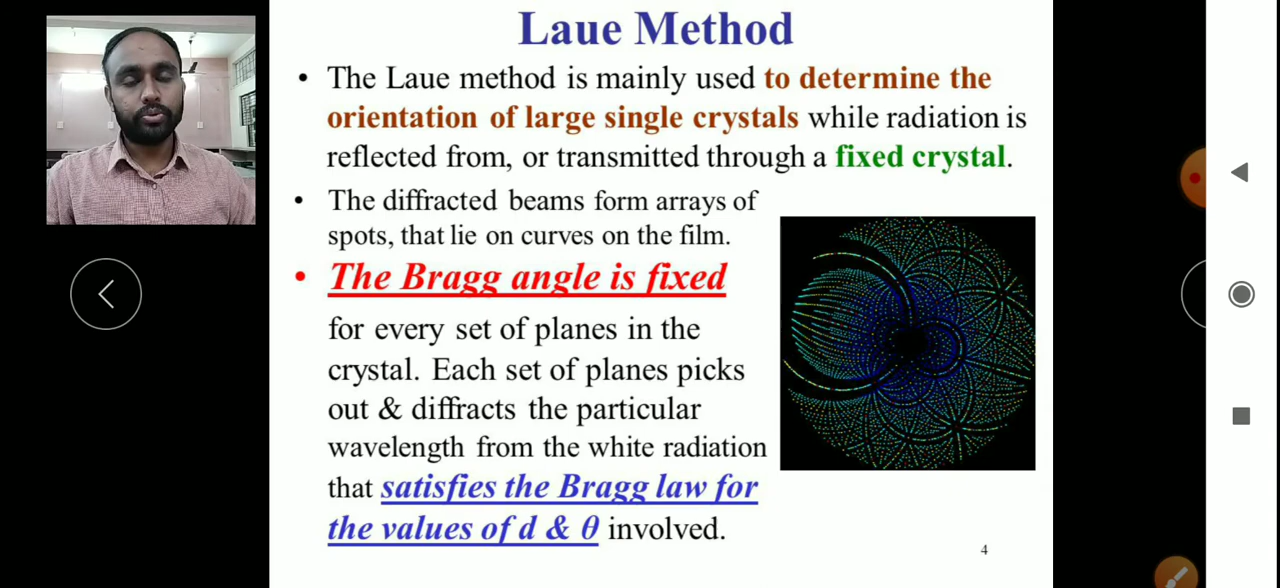 Laue Method
• The Laue method is mainly used to determine the
orientation of large single crystals while radiation is
reflected from, or transmitted through a fixed crystal.
• The diffracted beams form arrays of
spots, that lie on curves on the film.
• The Bragg angle is fixed
for every set of planes in the
crystal. Each set of planes picks
out & diffracts the particular
wavelength from the white radiation
that satisfies the Bragg law for
the values of d & θ involved.
4